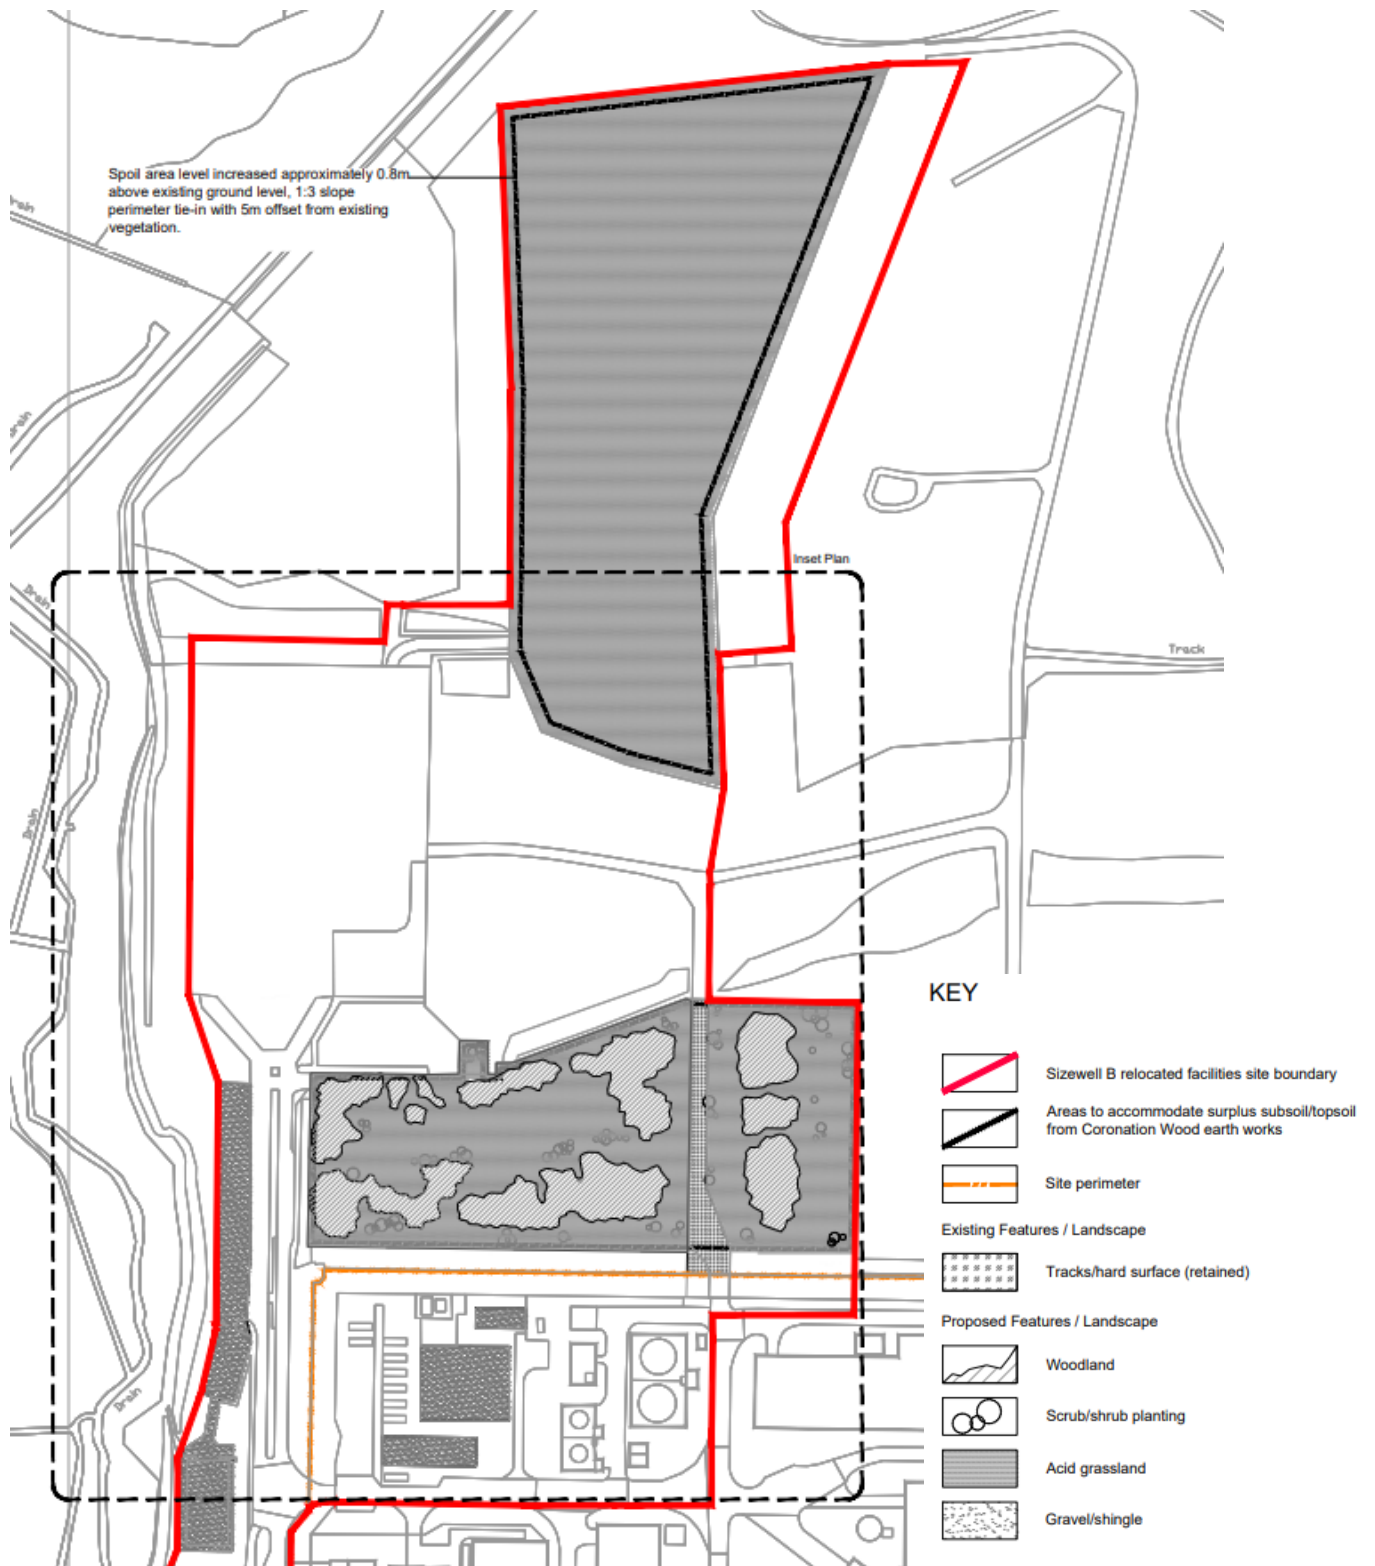 Spoil area level increased approximately 0.8m
above existing ground level, 1:3 slope
perimeter tie-in with 5m offset from existing
vegetation.
Drain
Drain
Inset Plan
Drain
Track
Drain
Drain
KEY
Sizewell B relocated facilities site boundary
Areas to accommodate surplus subsoil/topsoil
from Coronation Wood earth works
Site perimeter
Existing Features / Landscape
Tracks/hard surface (retained)
Proposed Features / Landscape
Woodland
Scrub/shrub planting
Acid grassland
Gravel/shingle